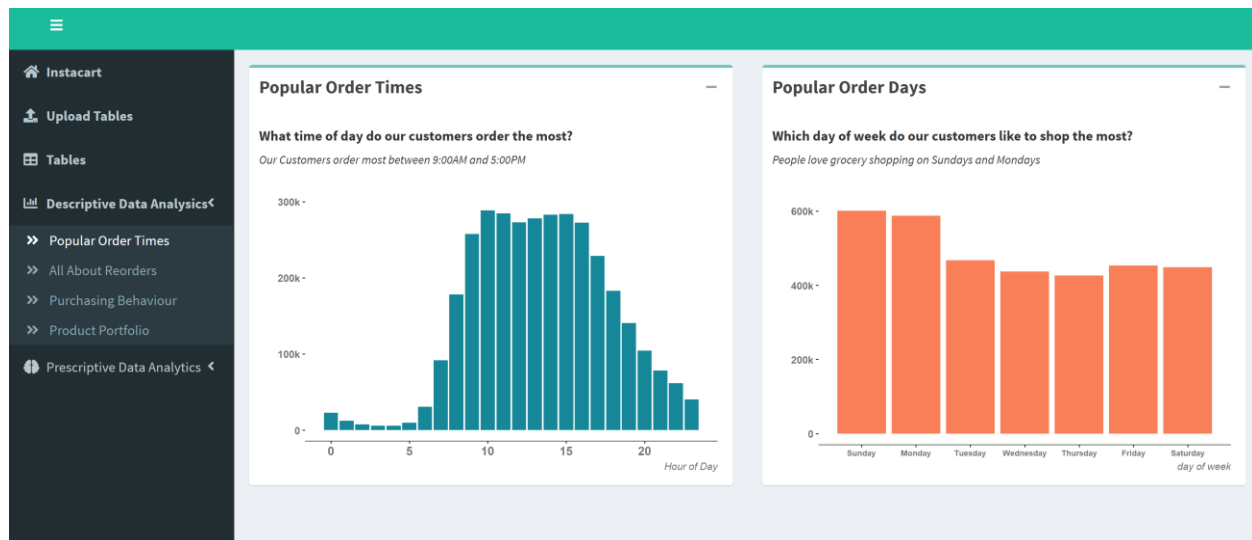 Instacart
Upload Tables
Tables
Descriptive Data Analysics
Popular Order Times
All About Reorders
Purchasing Behaviour
Product Portfolio
Prescriptive Data Analytics
Popular Order Times
What time of day do our customers order the most?
Our Customers order most between 9:00AM and 5:00PM
300k
200k
100k
0
0 5 10 15 20
Hour of Day
Popular Order Days
Which day of week do our customers like to shop the most?
People love grocery shopping on Sundays and Mondays
600k
400k
200k
0
Sunday Monday Tuesday Wednesday Thursday Friday Saturday
day of week